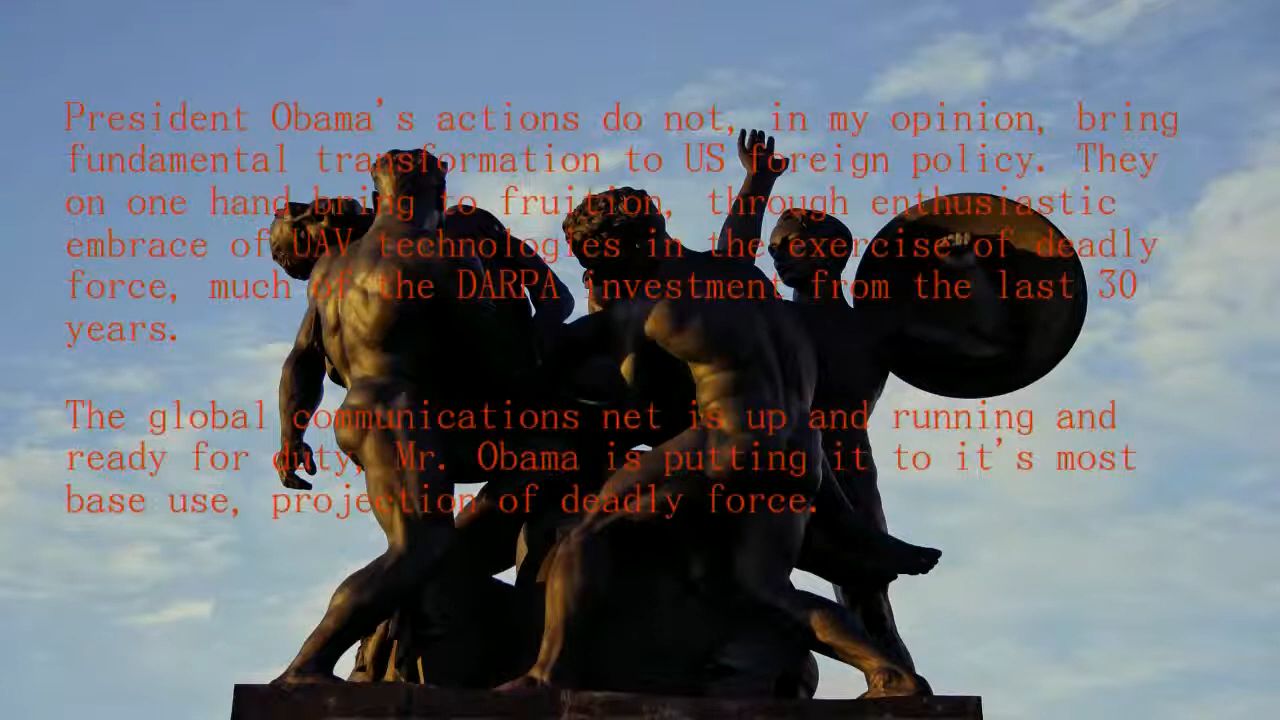 President Obama's actions do not, in my opinion, bring
fundamental transformation to US foreign policy. They
on one hand bring to fruition, through enthusiastic
embrace of UAV technologies in the exercise of deadly
force, much of the DARPA investment from the last 30
years.
The global communications net is up and running and
ready for duty, Mr. Obama is putting it to it's most
base use, projection of deadly force.